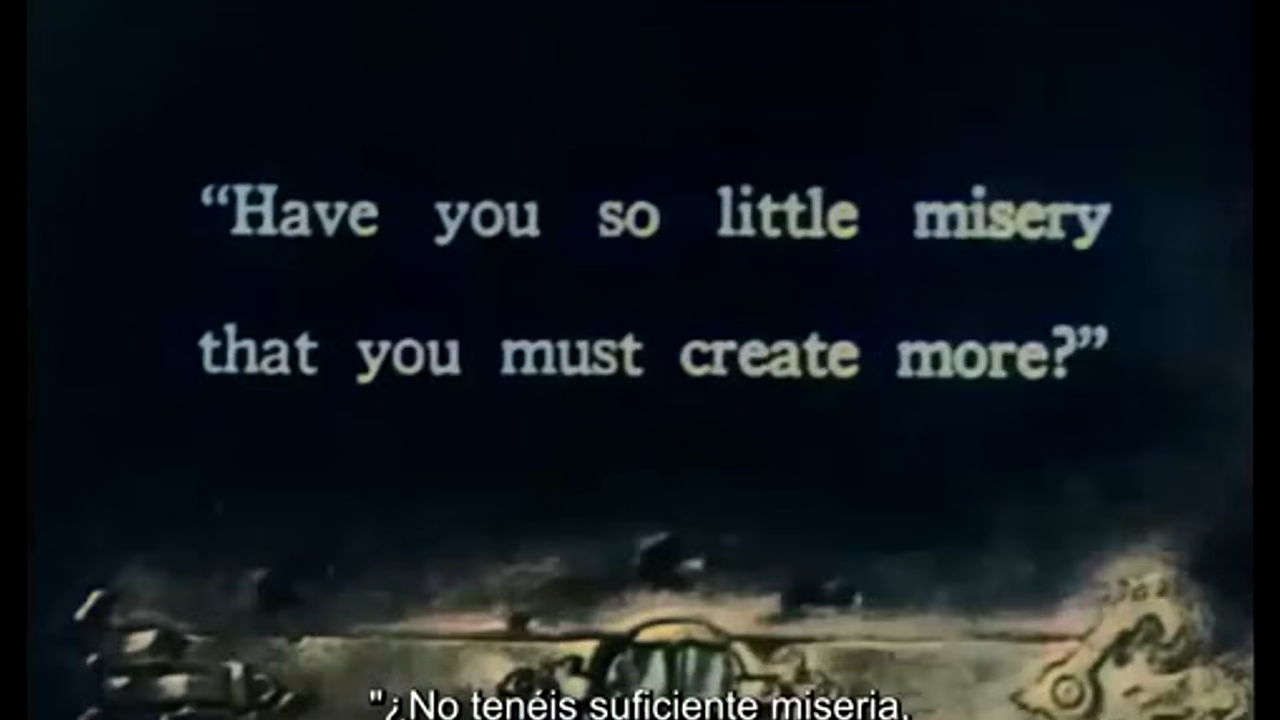 “Have you so little misery
that you must create more?”
"¿No tenéis suficiente miseria,